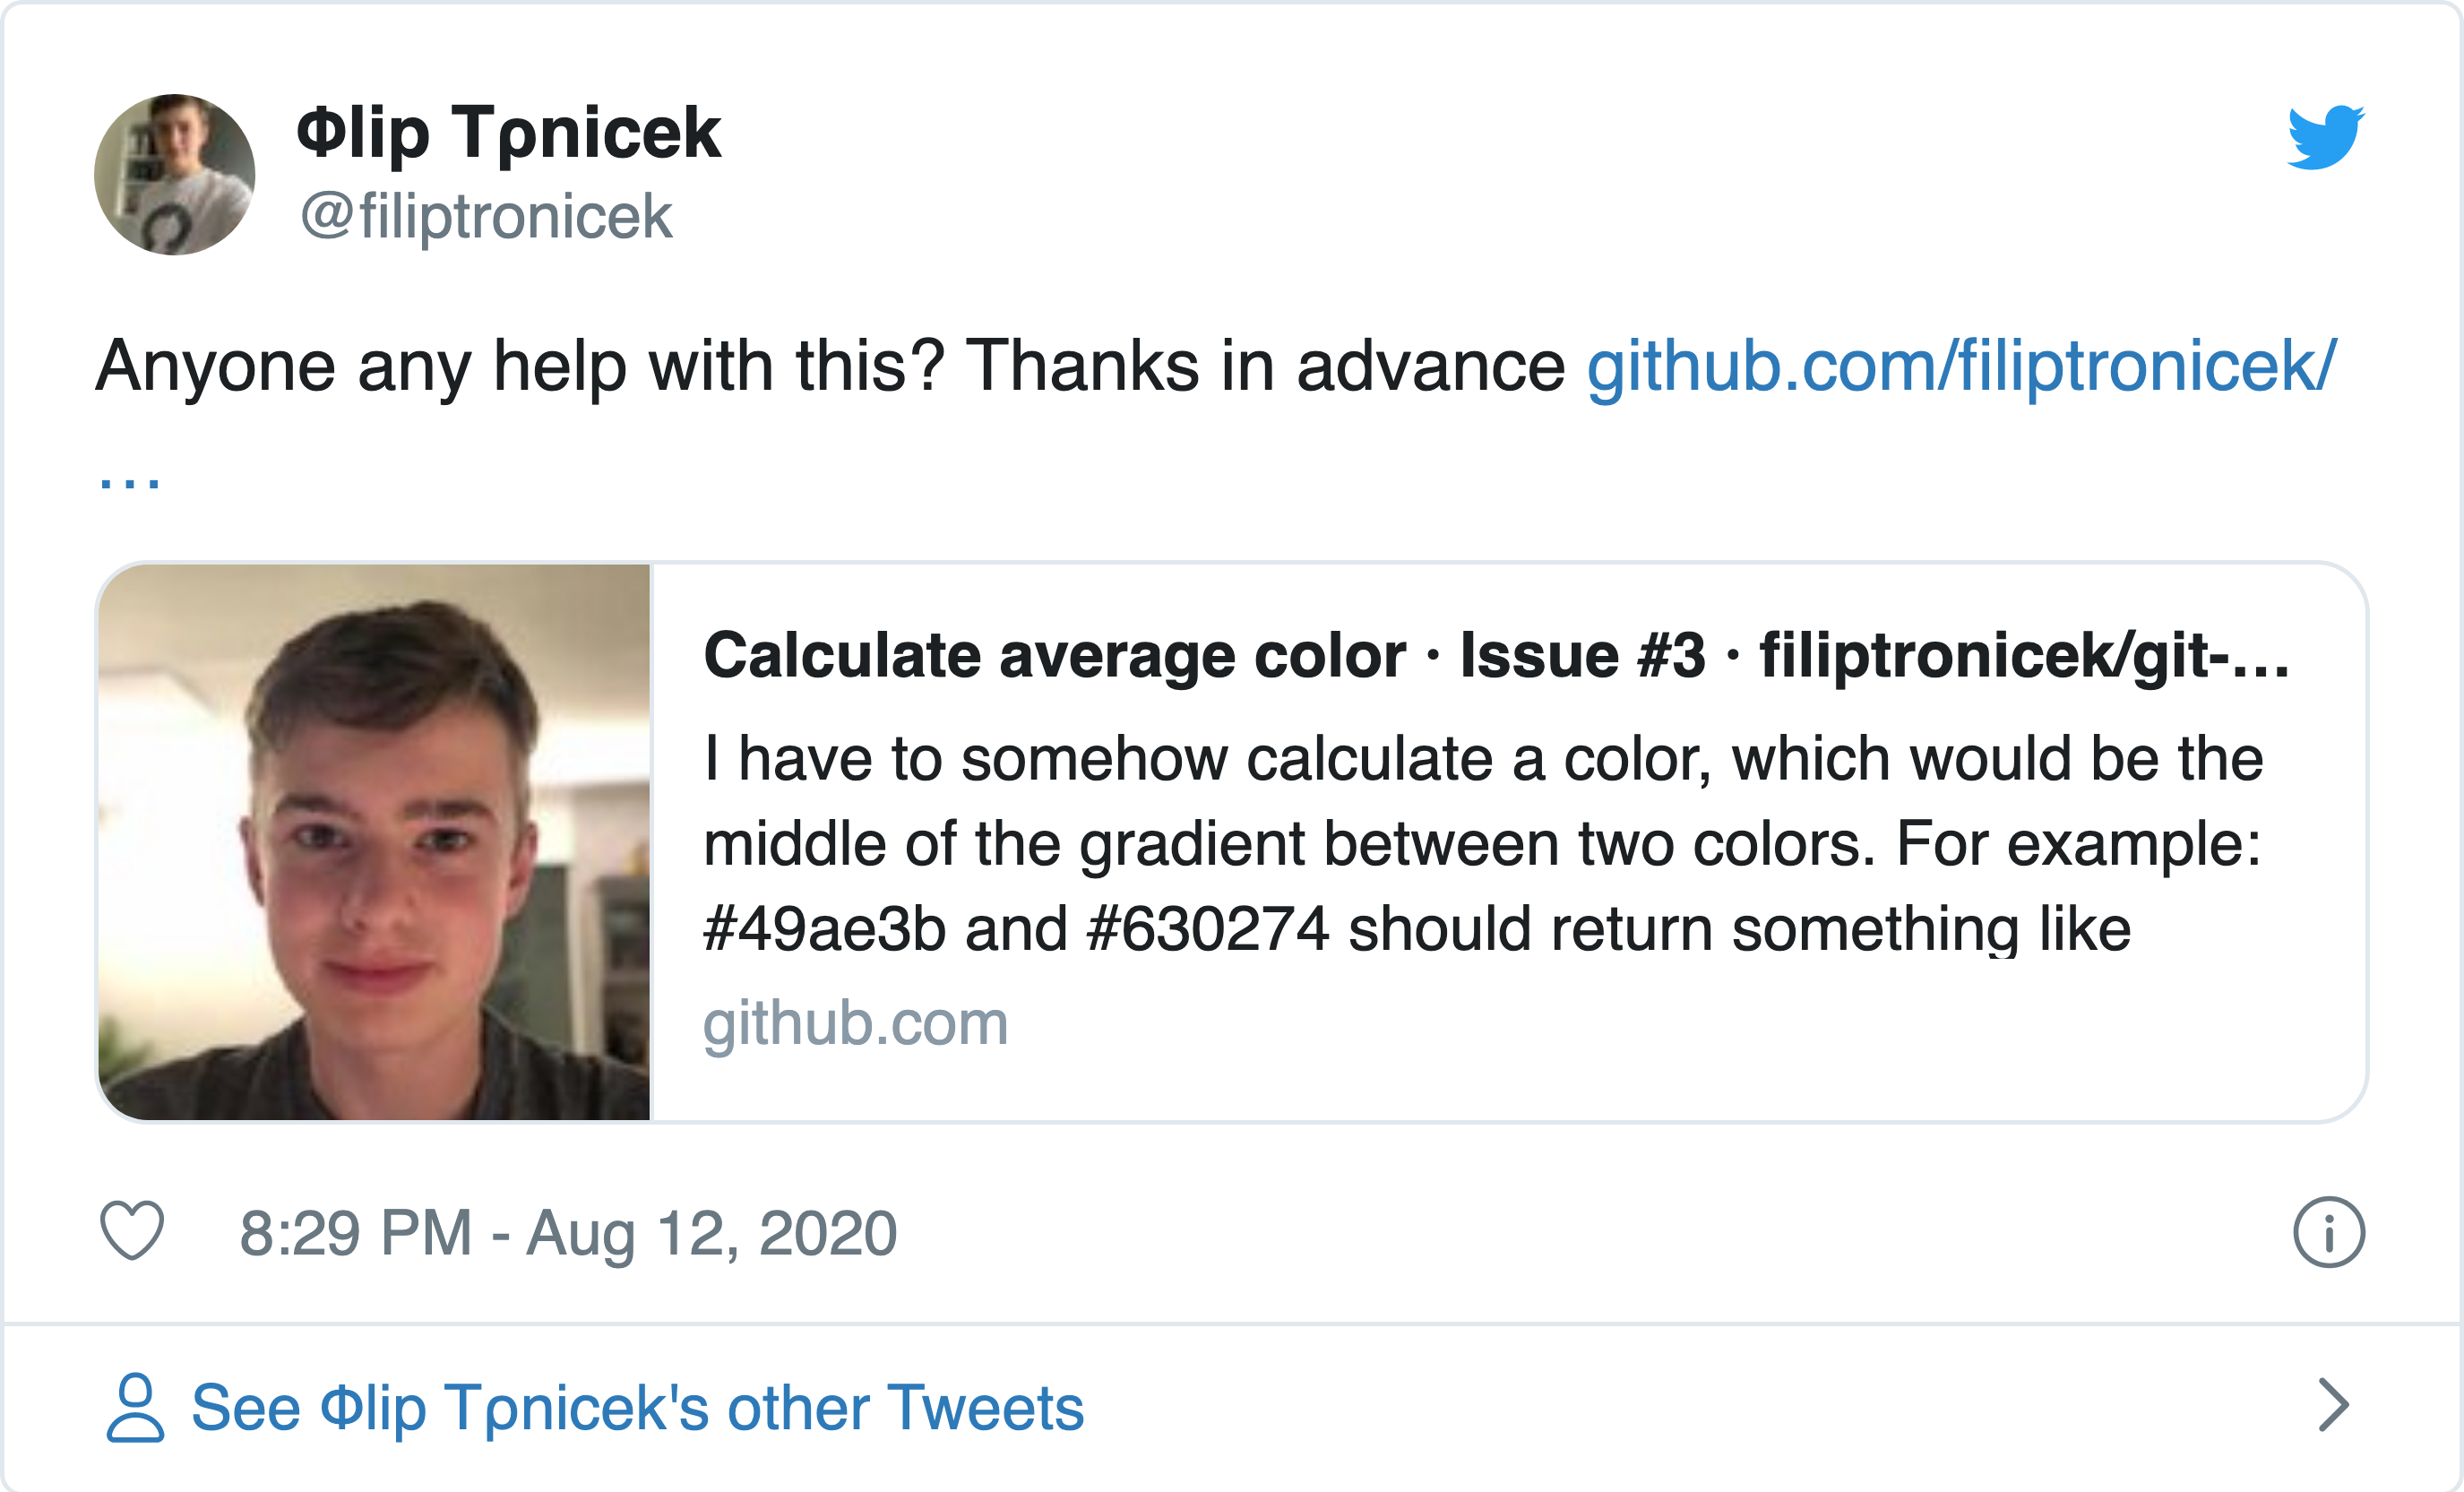 Φlip Tρnicek
@filiptronicek
Anyone any help with this? Thanks in advance github.com/filiptronicek/
…
Calculate average color · Issue #3 · filiptronicek/git-…
I have to somehow calculate a color, which would be the
middle of the gradient between two colors. For example:
#49ae3b and #630274 should return something like
github.com
8:29 PM - Aug 12, 2020
See Φlip Tρnicek's other Tweets